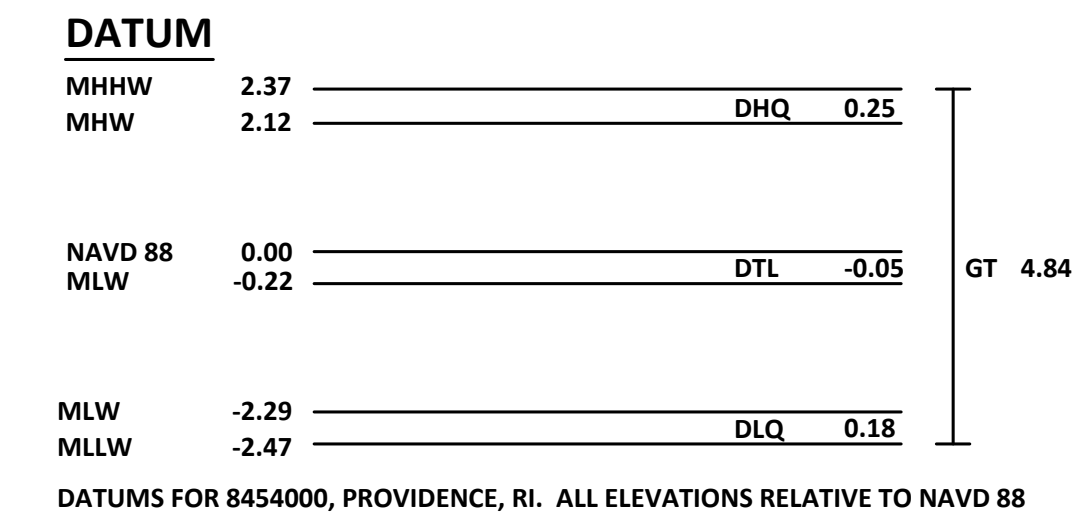 DATUM
MHHW 2.37
DHQ 0.25
MHW 2.12
NAVD 88 0.00
DTL -0.05 GT 4.84
MLW -0.22
MLW -2.29
DLQ 0.18
MLLW -2.47
DATUMS FOR 8454000, PROVIDENCE, RI. ALL ELEVATIONS RELATIVE TO NAVD 88